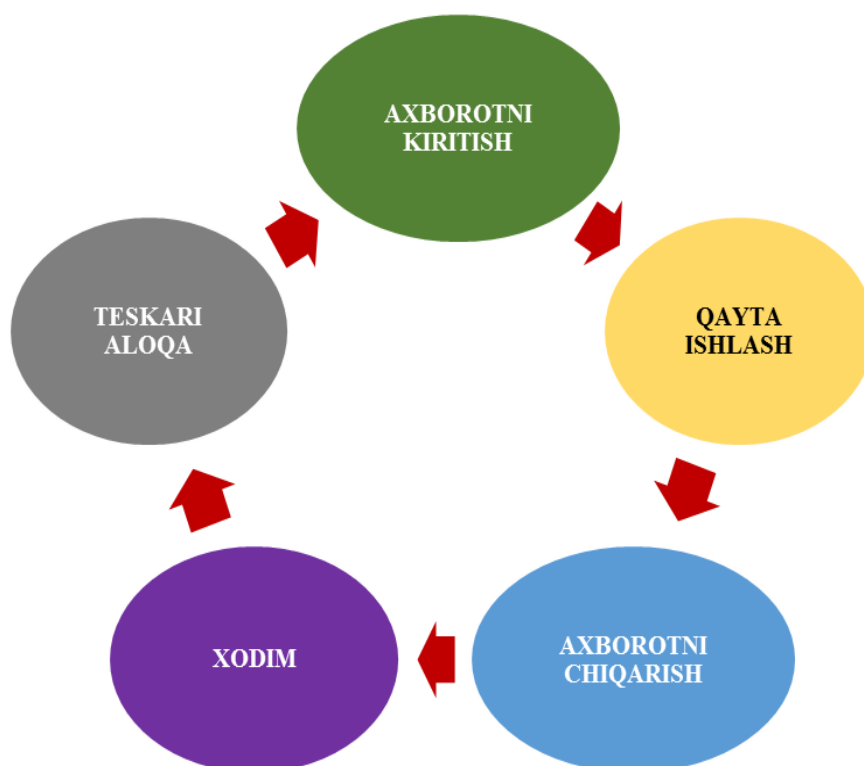 AXBOROTNI
KIRITISH
QAYTA
ISHLASH
AXBOROTNI
CHIQARISH
XODIM
TESKARI
ALOQA